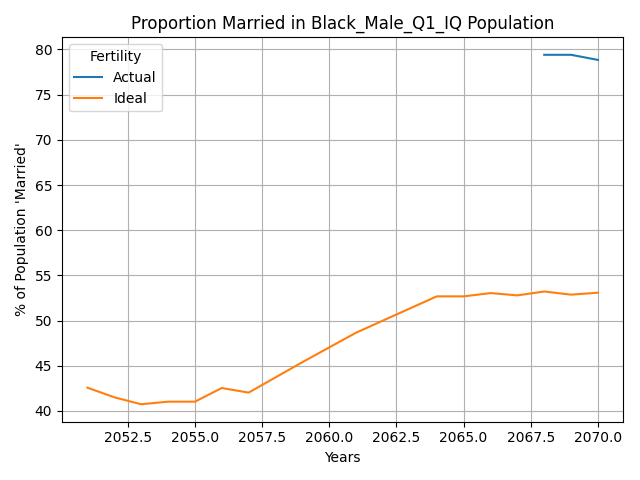 Proportion Married in Black_Male_Q1_IQ Population
Fertility
Actual
Ideal
% of Population 'Married'
80
75
70
65
60
55
50
45
40
2052.5 2055.0 2057.5 2060.0 2062.5 2065.0 2067.5 2070.0
Years